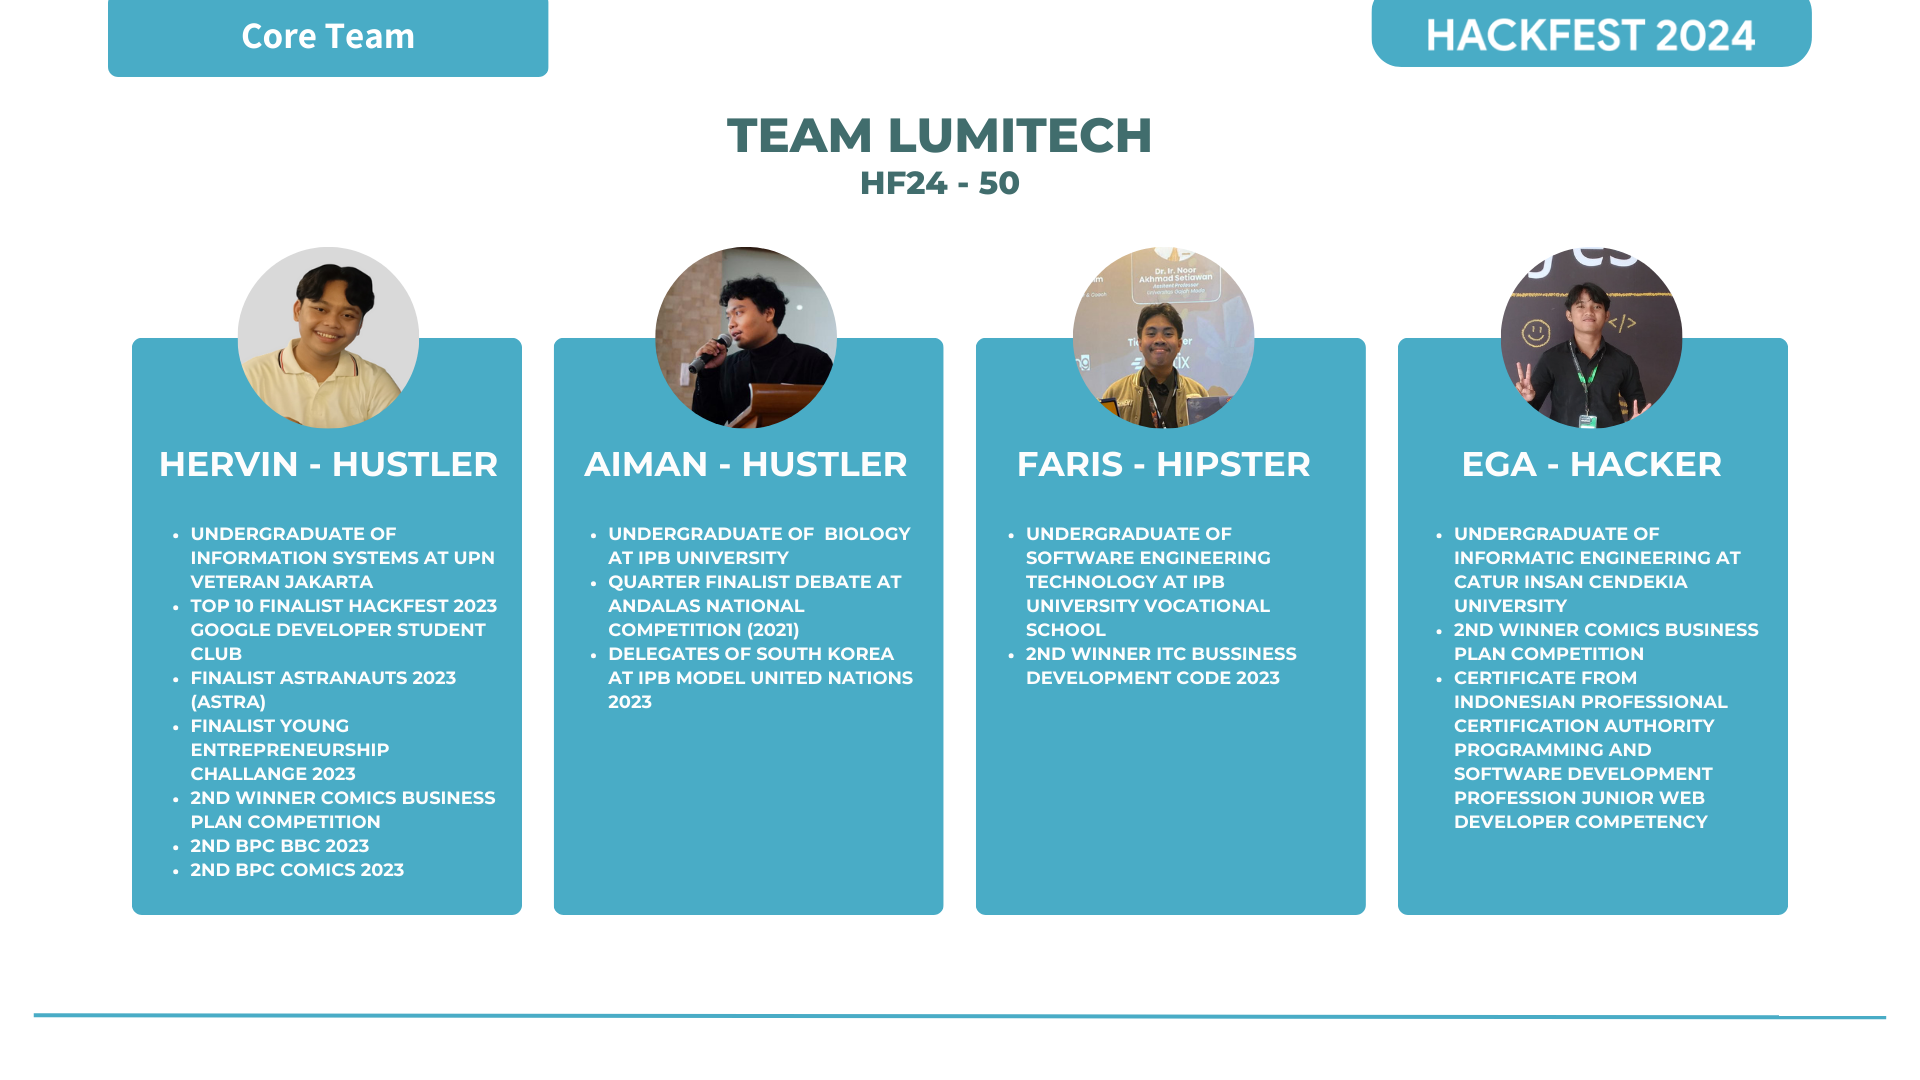 Core Team
HACKFEST 2024
TEAM LUMITECH
HF24 - 50
Dr. Ir. Noor
Akhmad Setiawan
</>
HERVIN - HUSTLER
• UNDERGRADUATE OF
INFORMATION SYSTEMS AT UPN
VETERAN JAKARTA
• TOP 10 FINALIST HACKFEST 2023
GOOGLE DEVELOPER STUDENT
CLUB
• FINALIST ASTRANAUTS 2023
(ASTRA)
• FINALIST YOUNG
ENTREPRENEURSHIP
CHALLANGE 2023
• 2ND WINNER COMICS BUSINESS
PLAN COMPETITION
• 2ND BPC BBC 2023
• 2ND BPC COMICS 2023
AIMAN - HUSTLER
• UNDERGRADUATE OF  BIOLOGY
AT IPB UNIVERSITY
• QUARTER FINALIST DEBATE AT
ANDALAS NATIONAL
COMPETITION (2021)
• DELEGATES OF SOUTH KOREA
AT IPB MODEL UNITED NATIONS
2023
FARIS - HIPSTER
• UNDERGRADUATE OF
SOFTWARE ENGINEERING
TECHNOLOGY AT IPB
UNIVERSITY VOCATIONAL
SCHOOL
• 2ND WINNER ITC BUSSINESS
DEVELOPMENT CODE 2023
EGA - HACKER
• UNDERGRADUATE OF
INFORMATIC ENGINEERING AT
CATUR INSAN CENDEKIA
UNIVERSITY
• 2ND WINNER COMICS BUSINESS
PLAN COMPETITION
• CERTIFICATE FROM
INDONESIAN PROFESSIONAL
CERTIFICATION AUTHORITY
PROGRAMMING AND
SOFTWARE DEVELOPMENT
PROFESSION JUNIOR WEB
DEVELOPER COMPETENCY